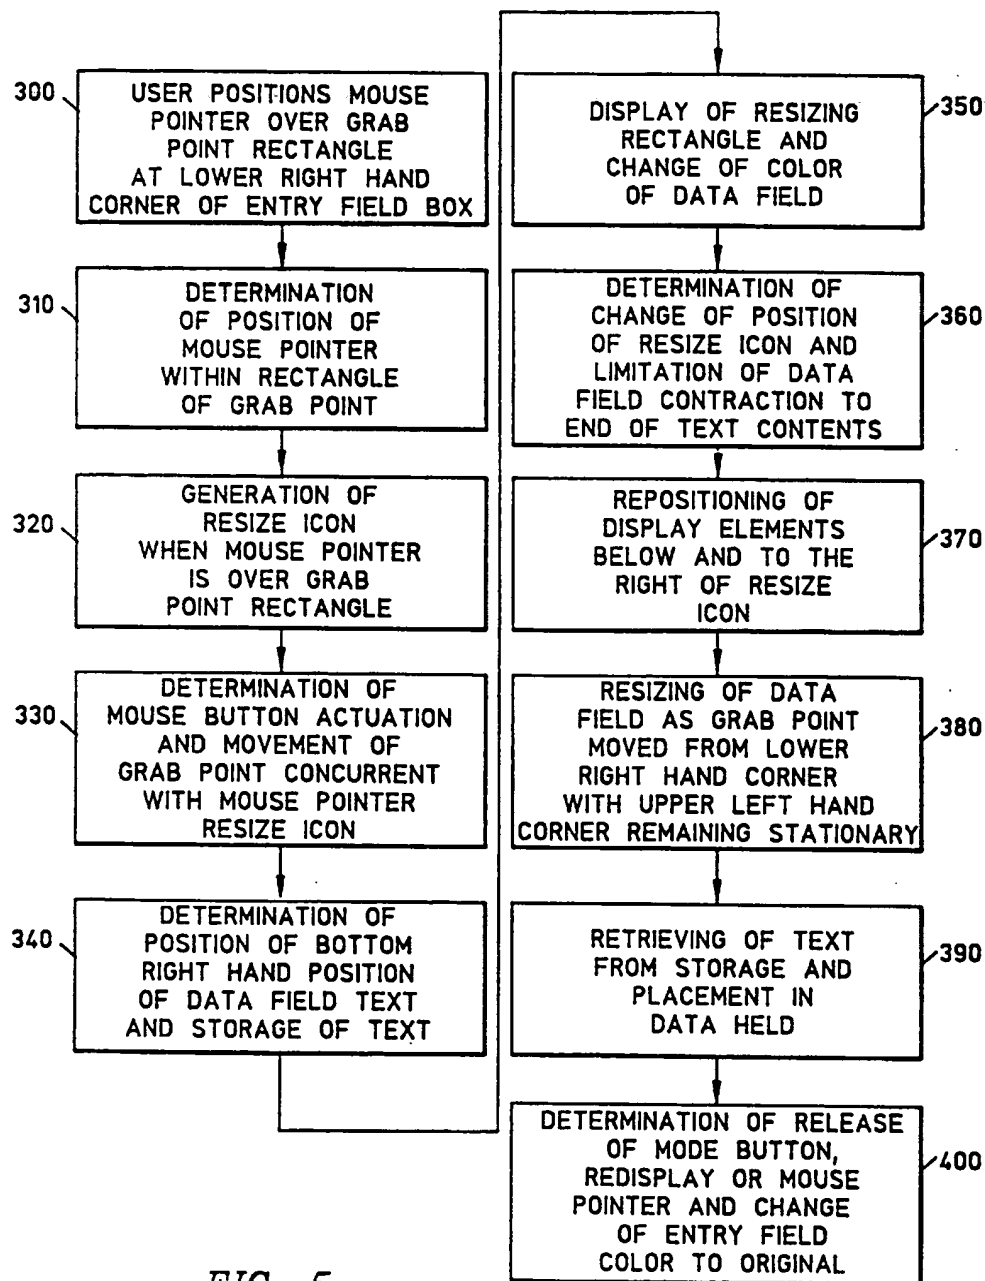 300
USER POSITIONS MOUSE
POINTER OVER GRAB
POINT RECTANGLE
AT LOWER RIGHT HAND
CORNER OF ENTRY FIELD BOX
310
DETERMINATION
OF POSITION OF
MOUSE POINTER
WITHIN RECTANGLE
OF GRAB POINT
320
GENERATION OF
RESIZE ICON
WHEN MOUSE POINTER
IS OVER GRAB
POINT RECTANGLE
330
DETERMINATION OF
MOUSE BUTTON ACTUATION
AND MOVEMENT OF
GRAB POINT CONCURRENT
WITH MOUSE POINTER
RESIZE ICON
340
DETERMINATION OF
POSITION OF BOTTOM
RIGHT HAND POSITION
OF DATA FIELD TEXT
AND STORAGE OF TEXT
350
DISPLAY OF RESIZING
RECTANGLE AND
CHANGE OF COLOR
OF DATA FIELD
360
DETERMINATION OF
CHANGE OF POSITION
OF RESIZE ICON AND
LIMITATION OF DATA
FIELD CONTRACTION TO
END OF TEXT CONTENTS
370
REPOSITIONING OF
DISPLAY ELEMENTS
BELOW AND TO THE
RIGHT OF RESIZE
ICON
380
RESIZING OF DATA
FIELD AS GRAB POINT
MOVED FROM LOWER
RIGHT HAND CORNER
WITH UPPER LEFT HAND
CORNER REMAINING STATIONARY
390
RETRIEVING OF TEXT
FROM STORAGE AND
PLACEMENT IN
DATA HELD
400
DETERMINATION OF RELEASE
OF MODE BUTTON,
REDISPLAY OR MOUSE
POINTER AND CHANGE
OF ENTRY FIELD
COLOR TO ORIGINAL
FIG. 5